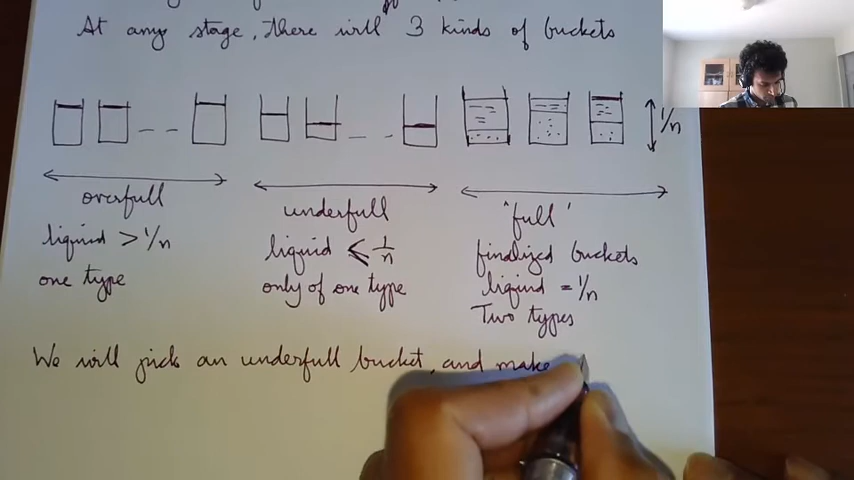 At any stage, there will 3 kinds of buckets
1/n
overfull
underfull
'full'
liquid > 1/n
one type
liquid < 1/n
only of one type
finalized buckets
liquid = 1/n
Two types
We will pick an underfull bucket, and make